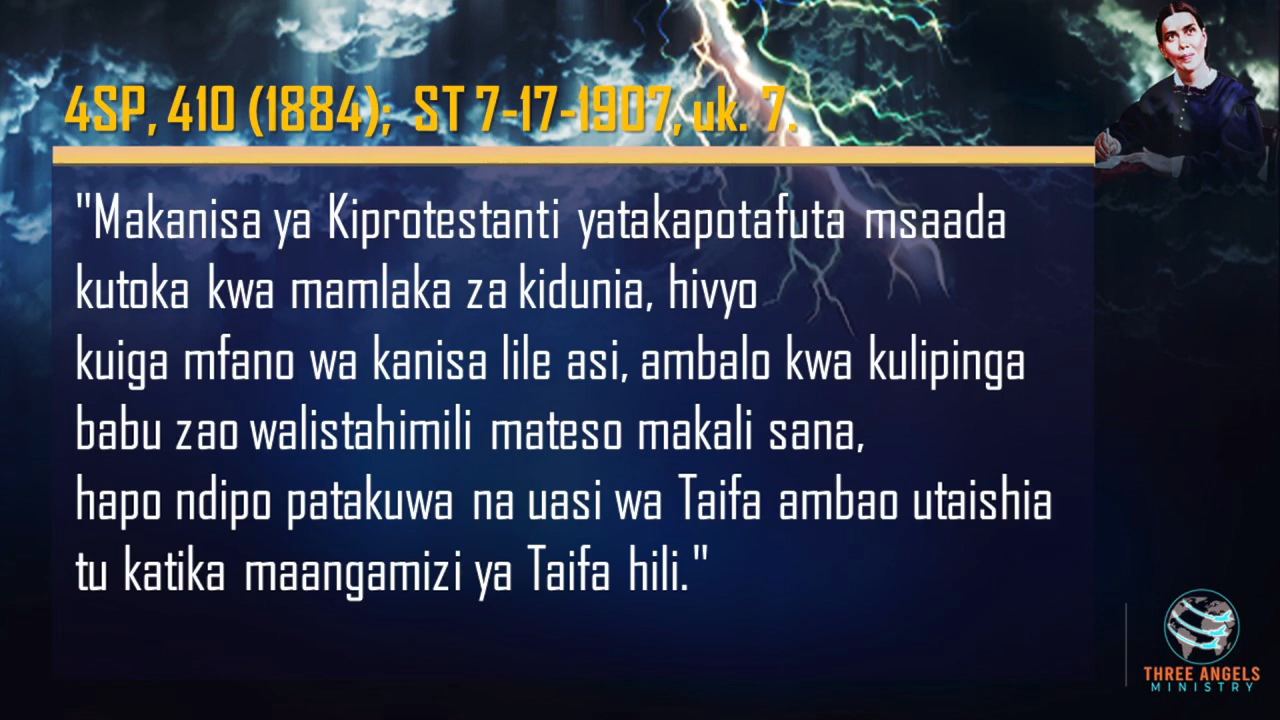 4SP, 410 (1884);  ST 7-17-1907, uk. 7.
"Makanisa ya Kiprotestanti yatakapotafuta msaada
kutoka kwa mamlaka za kidunia, hivyo
kuiga mfano wa kanisa lile asi, ambalo kwa kulipinga
babu zao walistahimili mateso makali sana,
hapo ndipo patakuwa na uasi wa Taifa ambao utaishia
tu katika maangamizi ya Taifa hili."
THREE ANGELS
MINISTRY